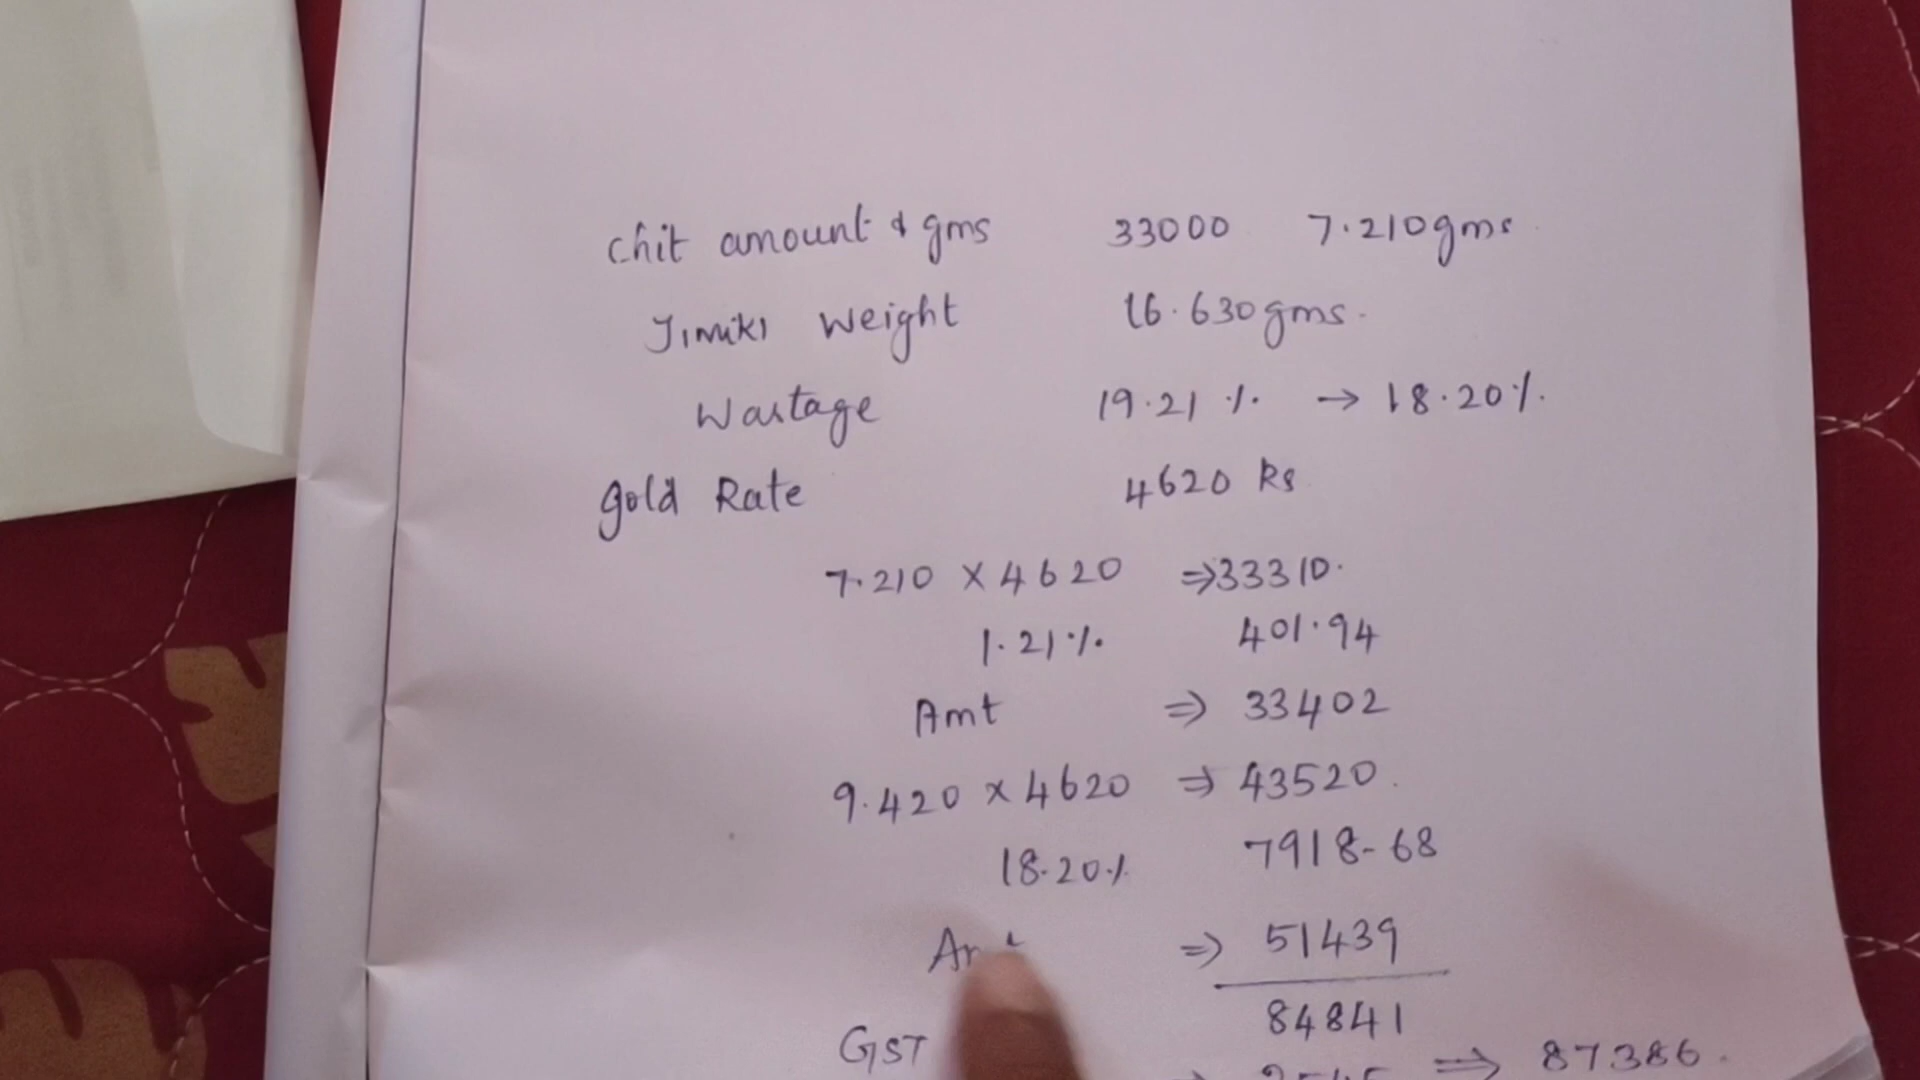 chit amount & gms 33000 7.210gms
Jimiki weight 16.630gms.
Wastage 19.21 % → 18.20%.
gold Rate 4620 Rs
7.210 x 4620 ⇒33310.
1.21% 401.94
Amt ⇒ 33402
9.420 x 4620 ⇒ 43520.
18.20% 7918-68
⇒ 51439
84841
GST ⇒ 87386.